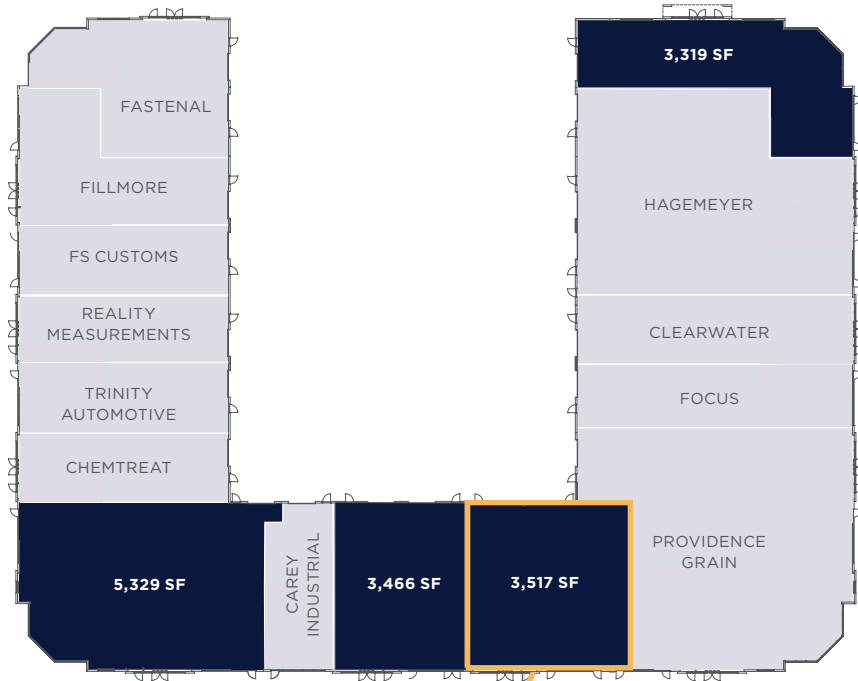 3,319 SF
FASTENAL
FILLMORE
HAGEMEYER
FS CUSTOMS
REALITY
MEASUREMENTS
CLEARWATER
TRINITY
AUTOMOTIVE
FOCUS
CHEMTREAT
5,329 SF
CAREY
INDUSTRIAL
3,466 SF
3,517 SF
PROVIDENCE
GRAIN